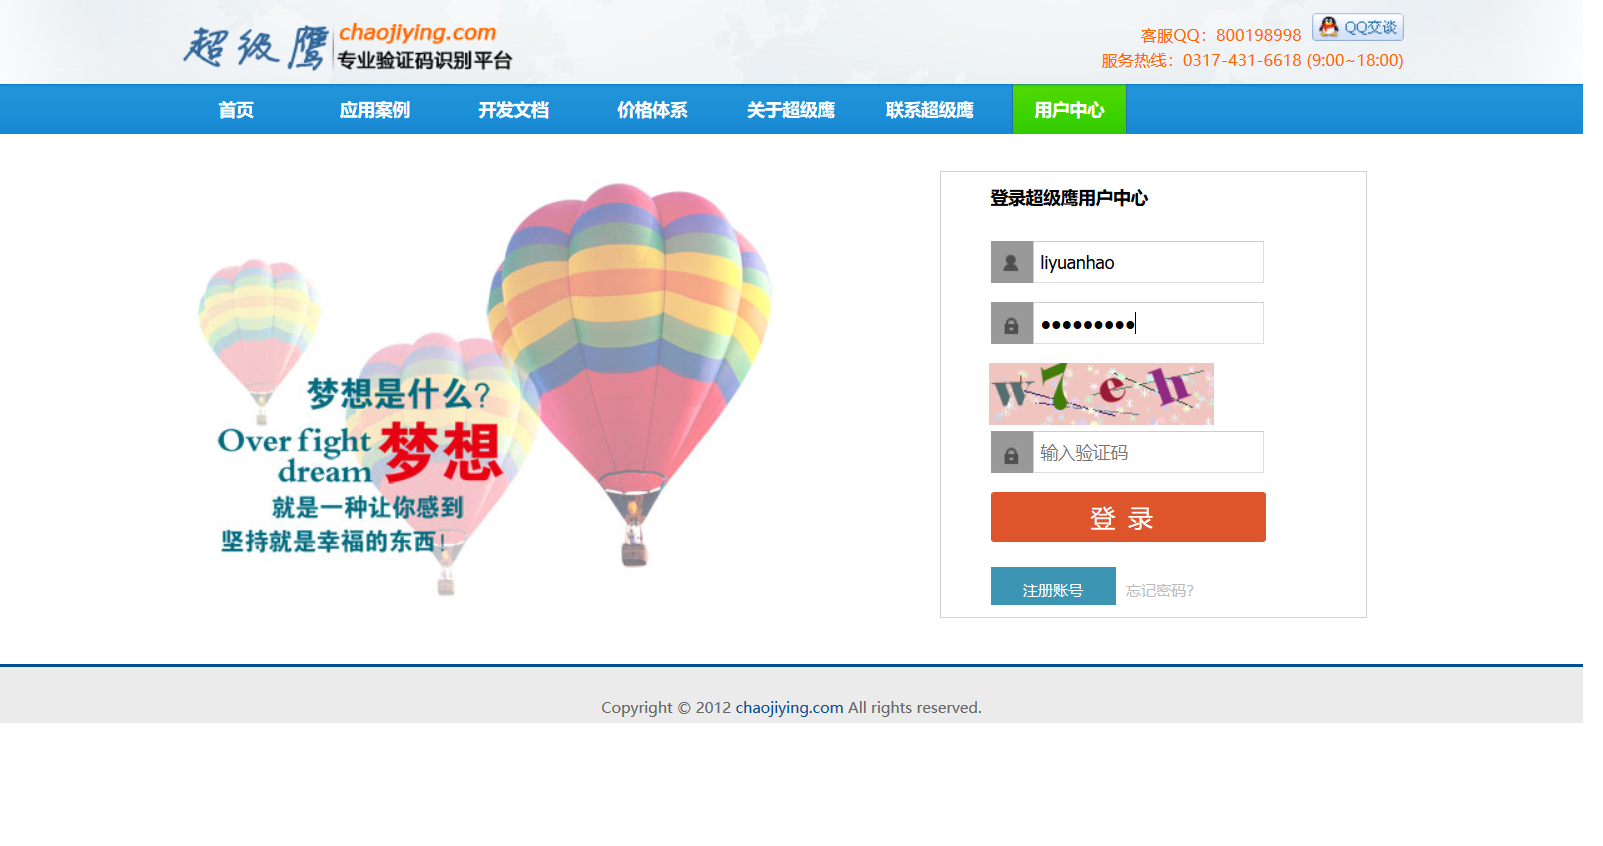 超级鹰
chaojiying.com
专业验证码识别平台
客服QQ：800198998 QQ交谈
服务热线：0317-431-6618 (9:00~18:00)
首页 应用案例 开发文档 价格体系 关于超级鹰 联系超级鹰 用户中心
梦想是什么?
Over fight
dream
梦想
就是一种让你感到
坚持就是幸福的东西!
登录超级鹰用户中心
liyuanhao
●●●●●●●●●
w7eh
输入验证码
登 录
注册账号 忘记密码?
Copyright © 2012 chaojiying.com All rights reserved.